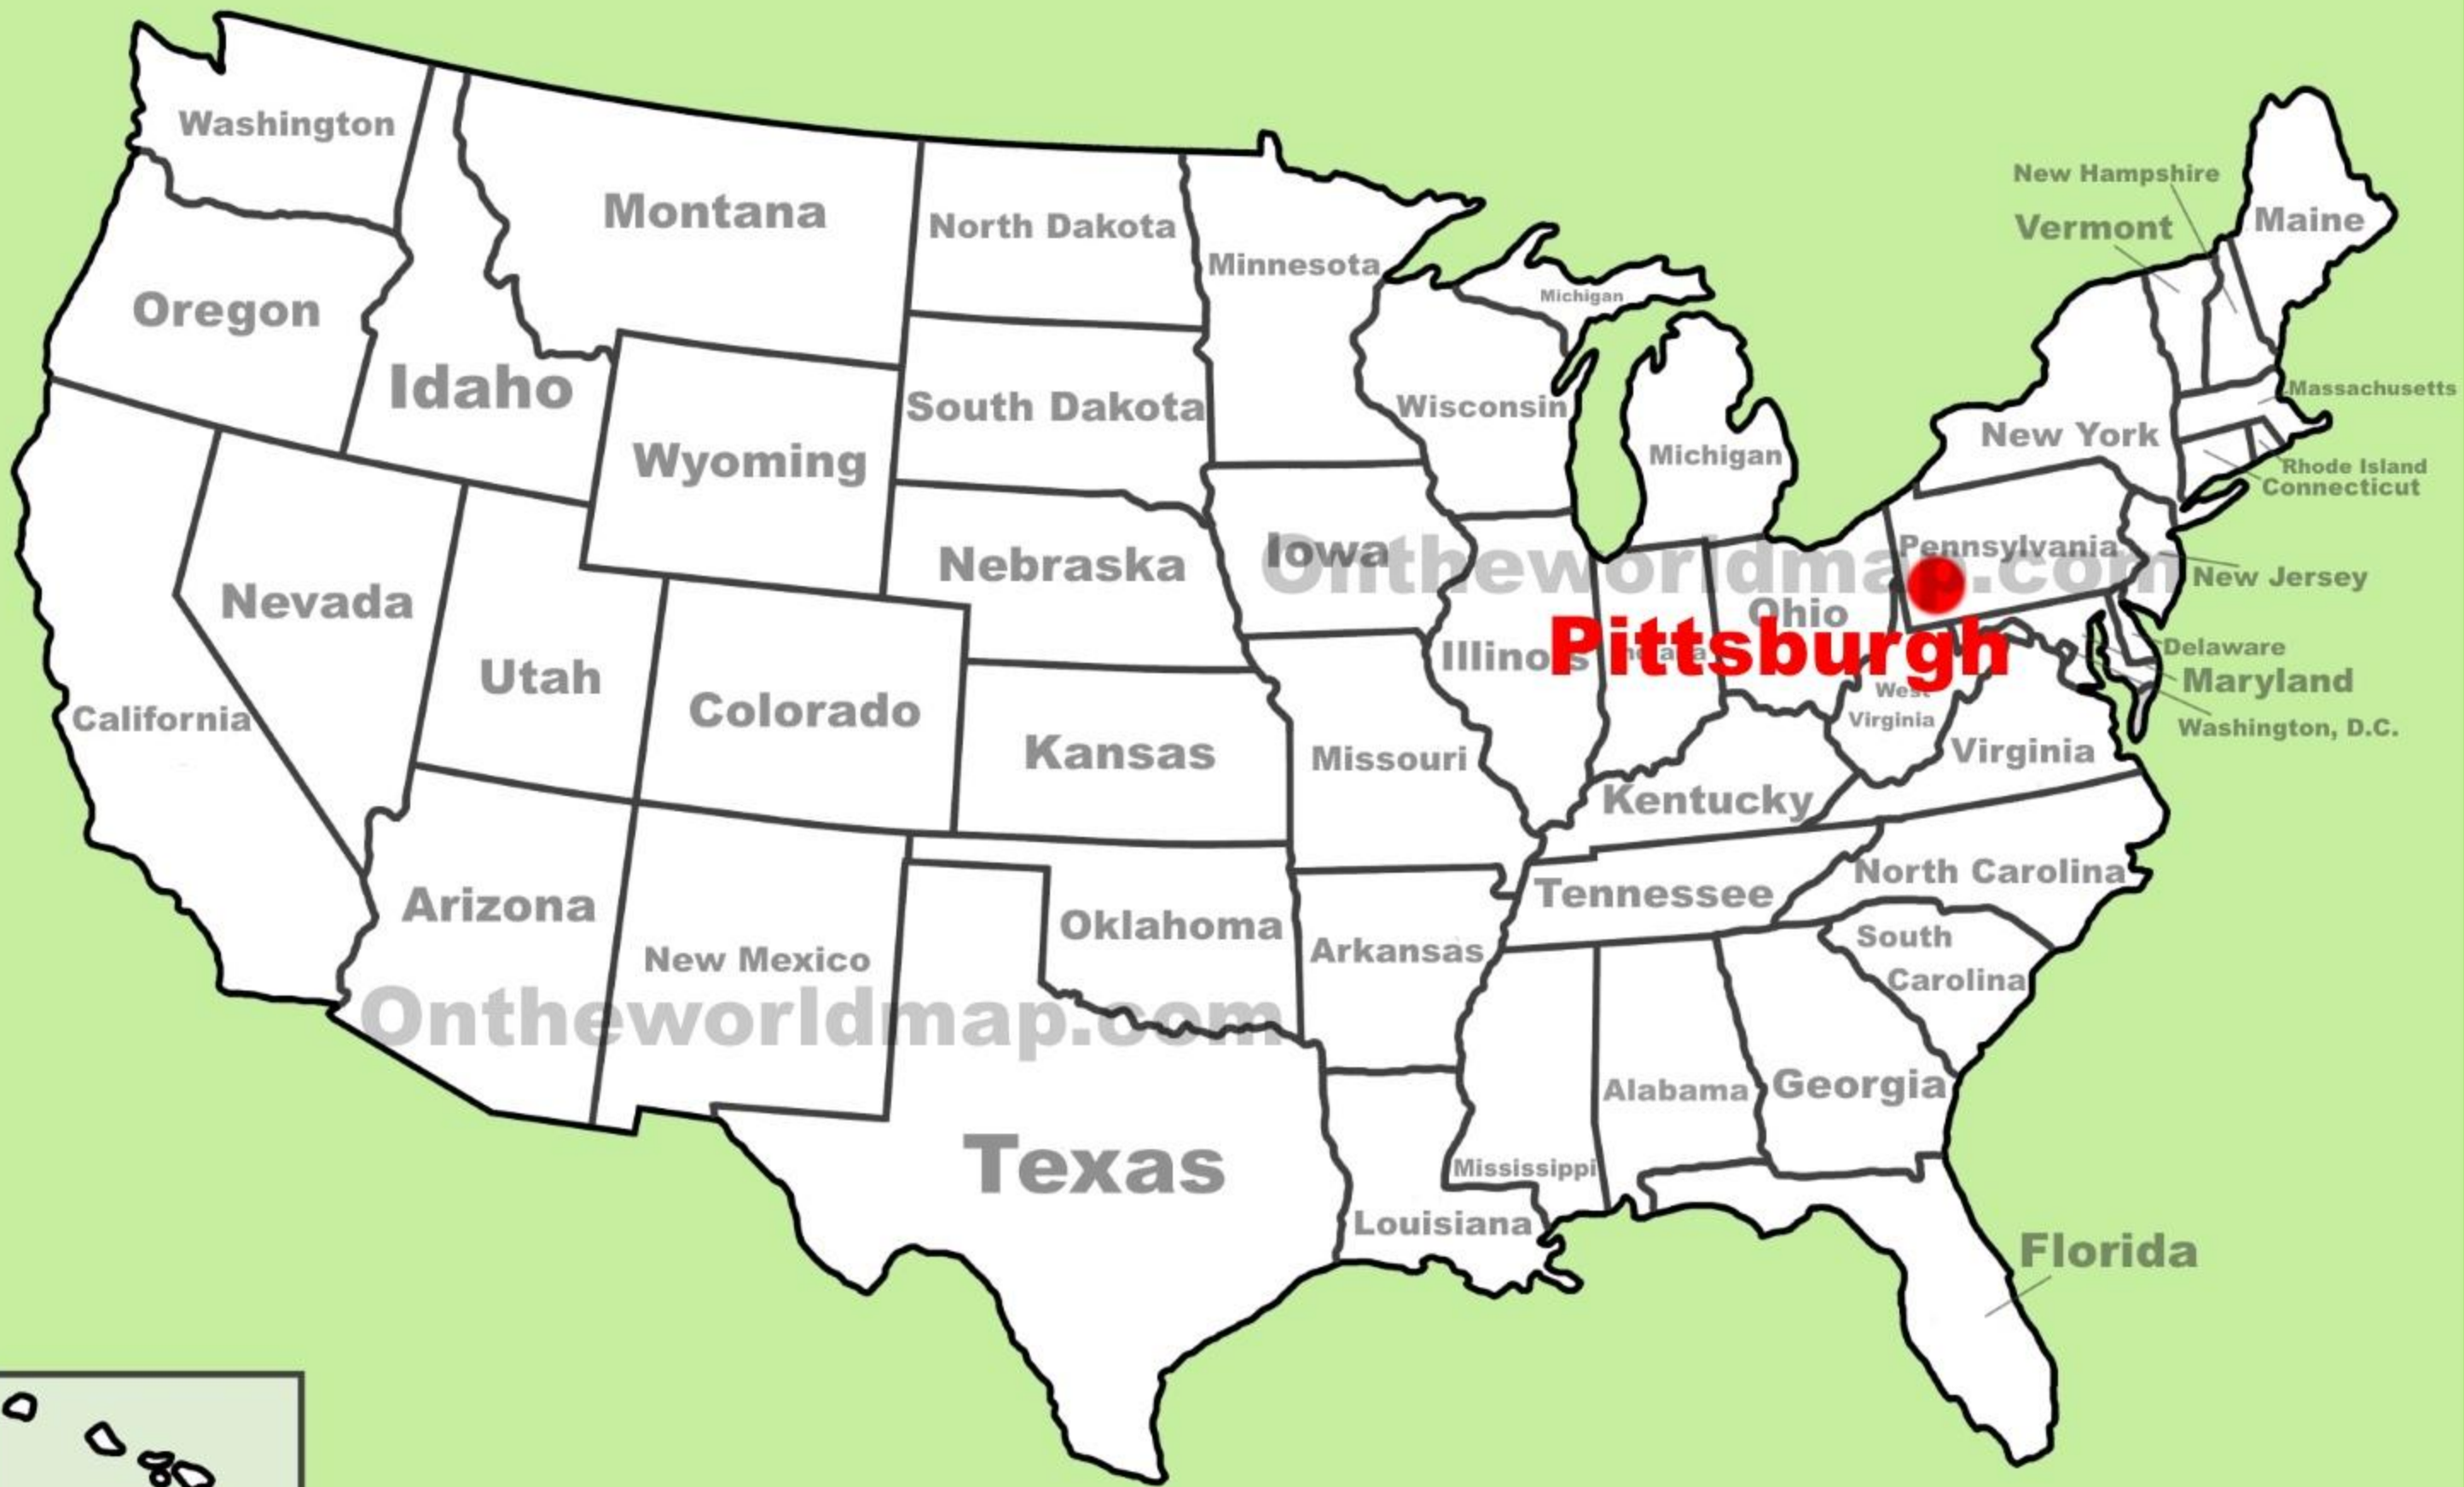 Washington
Montana
North Dakota
Minnesota
New Hampshire
Vermont
Maine
Oregon
Idaho
Michigan
South Dakota
Wisconsin
Michigan
New York
Massachusetts
Wyoming
Rhode Island
Connecticut
Iowa
Ontheworldmap.com
Pennsylvania
New Jersey
Nebraska
Nevada
Ohio
Utah
Illinois
Indiana
Pittsburgh
Delaware
Maryland
West
Virginia
Washington, D.C.
California
Colorado
Kansas
Missouri
Virginia
Kentucky
Arizona
New Mexico
Oklahoma
Arkansas
Tennessee
North Carolina
South
Carolina
Ontheworldmap.com
Texas
Alabama
Georgia
Mississippi
Louisiana
Florida